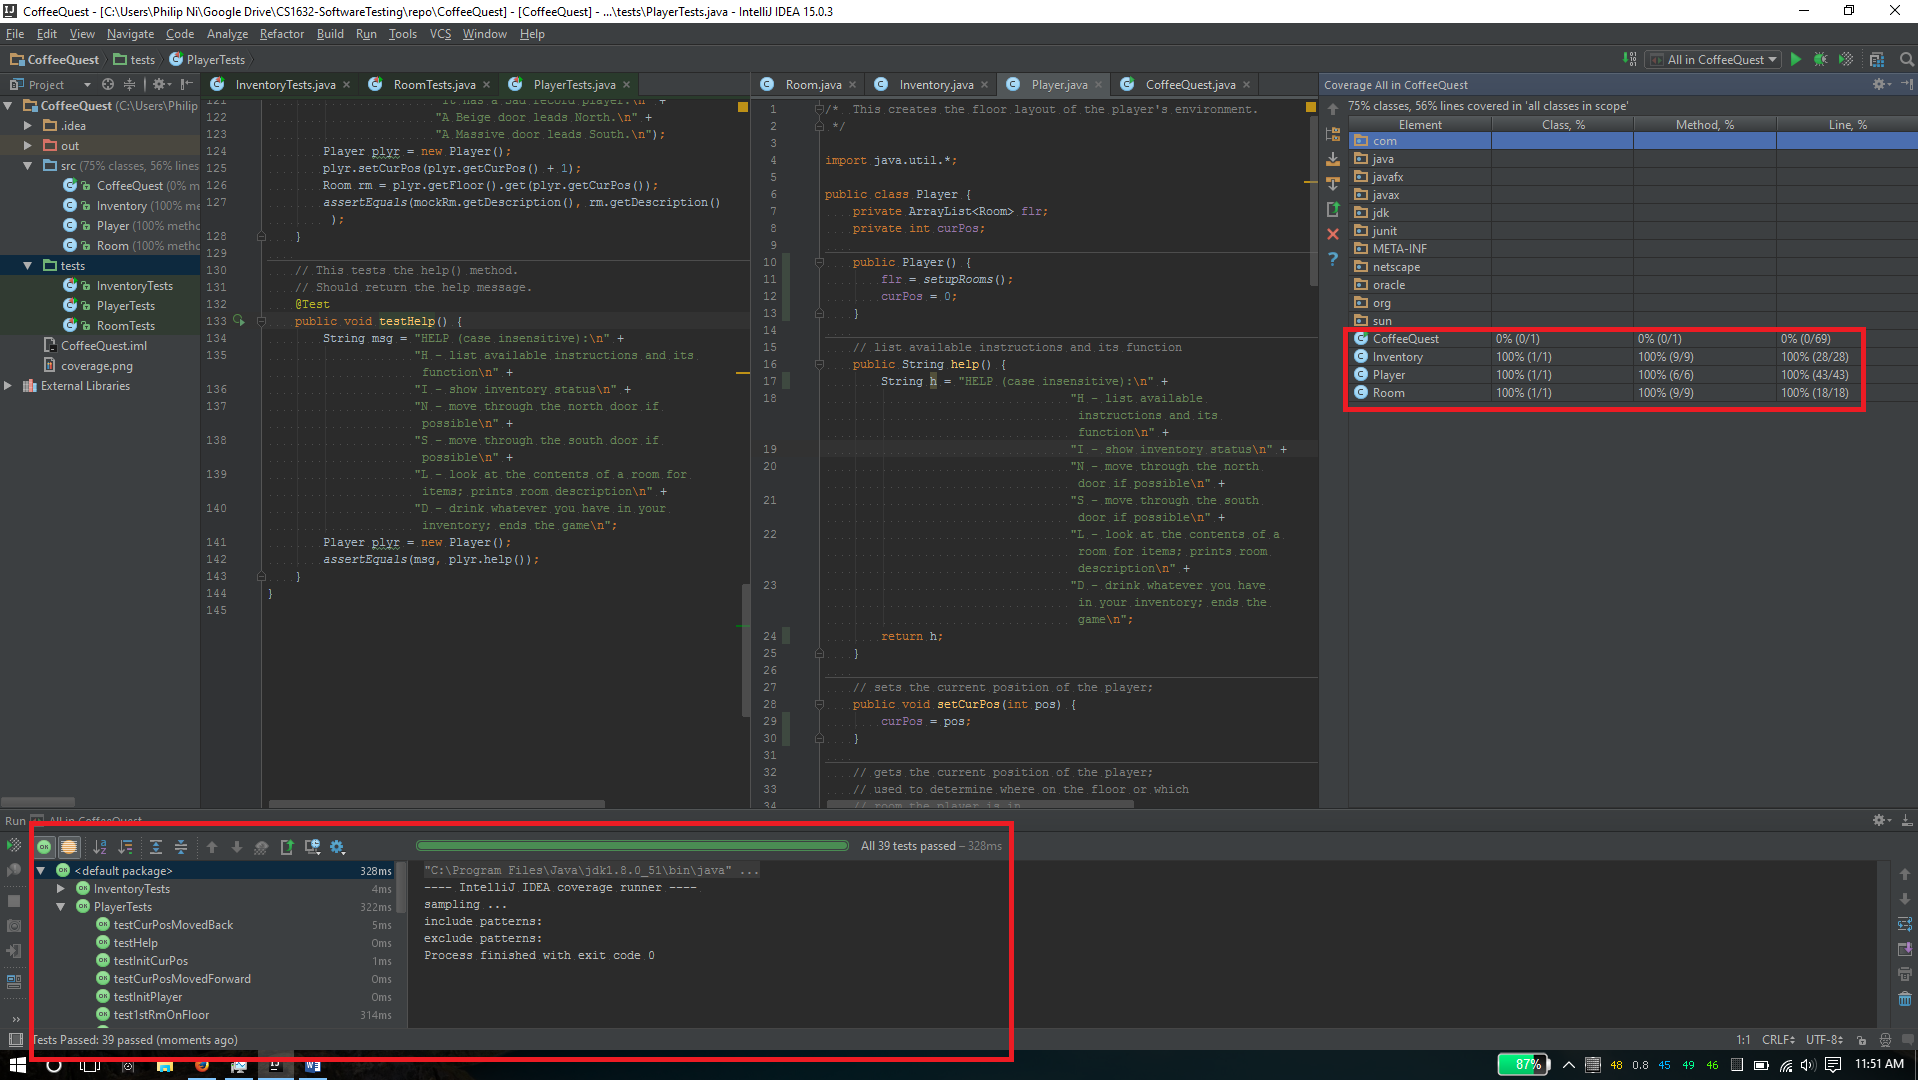 CoffeeQuest - [C:\Users\Philip Ni\Google Drive\CS1632-SoftwareTesting\repo\CoffeeQuest] - [CoffeeQuest] - ...\tests\PlayerTests.java - IntelliJ IDEA 15.0.3
File Edit View Navigate Code Analyze Refactor Build Run Tools VCS Window Help
CoffeeQuest tests PlayerTests
All in CoffeeQuest
Project
CoffeeQuest (C:\Users\Philip
.idea
out
src (75% classes, 56% lines
CoffeeQuest (0% m
Inventory (100% me
Player (100% metho
Room (100% metho
tests
InventoryTests
PlayerTests
RoomTests
CoffeeQuest.iml
coverage.png
External Libraries
InventoryTests.java RoomTests.java PlayerTests.java
121 "It has a Sad record player.\n" +
122 "A Beige door leads North.\n" +
123 "A Massive door leads South.\n");
124 Player plyr = new Player();
125 plyr.setCurPos(plyr.getCurPos() + 1);
126 Room rm = plyr.getFloor().get(plyr.getCurPos());
127 assertEquals(mockRm.getDescription(), rm.getDescription()
);
128 }
129
130 // This tests the help() method.
131 // Should return the help message.
132 @Test
133 public void testHelp() {
134 String msg = "HELP (case insensitive):\n" +
135 "H - list available instructions and its
function\n" +
136 "I - show inventory status\n" +
137 "N - move through the north door if
possible\n" +
138 "S - move through the south door if
possible\n" +
139 "L - look at the contents of a room for
items; prints room description\n" +
140 "D - drink whatever you have in your
inventory; ends the game\n";
141 Player plyr = new Player();
142 assertEquals(msg, plyr.help());
143 }
144 }
145
Room.java Inventory.java Player.java CoffeeQuest.java
1 /* This creates the floor layout of the player's environment.
2 */
3
4 import java.util.*;
5
6 public class Player {
7 private ArrayList<Room> flr;
8 private int curPos;
9
10 public Player() {
11 flr = setupRooms();
12 curPos = 0;
13 }
14
15 // list available instructions and its function
16 public String help() {
17 String h = "HELP (case insensitive):\n" +
18 "H - list available
instructions and its
function\n" +
19 "I - show inventory status\n" +
20 "N - move through the north
door if possible\n" +
21 "S - move through the south
door if possible\n" +
22 "L - look at the contents of a
room for items; prints room
description\n" +
23 "D - drink whatever you have
in your inventory; ends the
game\n";
24 return h;
25 }
26
27 // sets the current position of the player;
28 public void setCurPos(int pos) {
29 curPos = pos;
30 }
31
32 // gets the current position of the player;
33 // used to determine where on the floor or which
34 // room the player is in
Coverage All in CoffeeQuest
75% classes, 56% lines covered in 'all classes in scope'
Element Class, % Method, % Line, %
com
java
javafx
javax
jdk
junit
META-INF
netscape
oracle
org
sun
CoffeeQuest 0% (0/1) 0% (0/1) 0% (0/69)
Inventory 100% (1/1) 100% (9/9) 100% (28/28)
Player 100% (1/1) 100% (6/6) 100% (43/43)
Room 100% (1/1) 100% (9/9) 100% (18/18)
Run All in CoffeeQuest
All 39 tests passed – 328ms
<default package> 328ms
InventoryTests 4ms
PlayerTests 322ms
testCurPosMovedBack 5ms
testHelp 0ms
testInitCurPos 1ms
testCurPosMovedForward 0ms
testInitPlayer 0ms
test1stRmOnFloor 314ms
"C:\Program Files\Java\jdk1.8.0_51\bin\java" ...
---- IntelliJ IDEA coverage runner ----
sampling ...
include patterns:
exclude patterns:
Process finished with exit code 0
Tests Passed: 39 passed (moments ago)
1:1 CRLF UTF-8
87% 48 0.8 45 49 46 11:51 AM